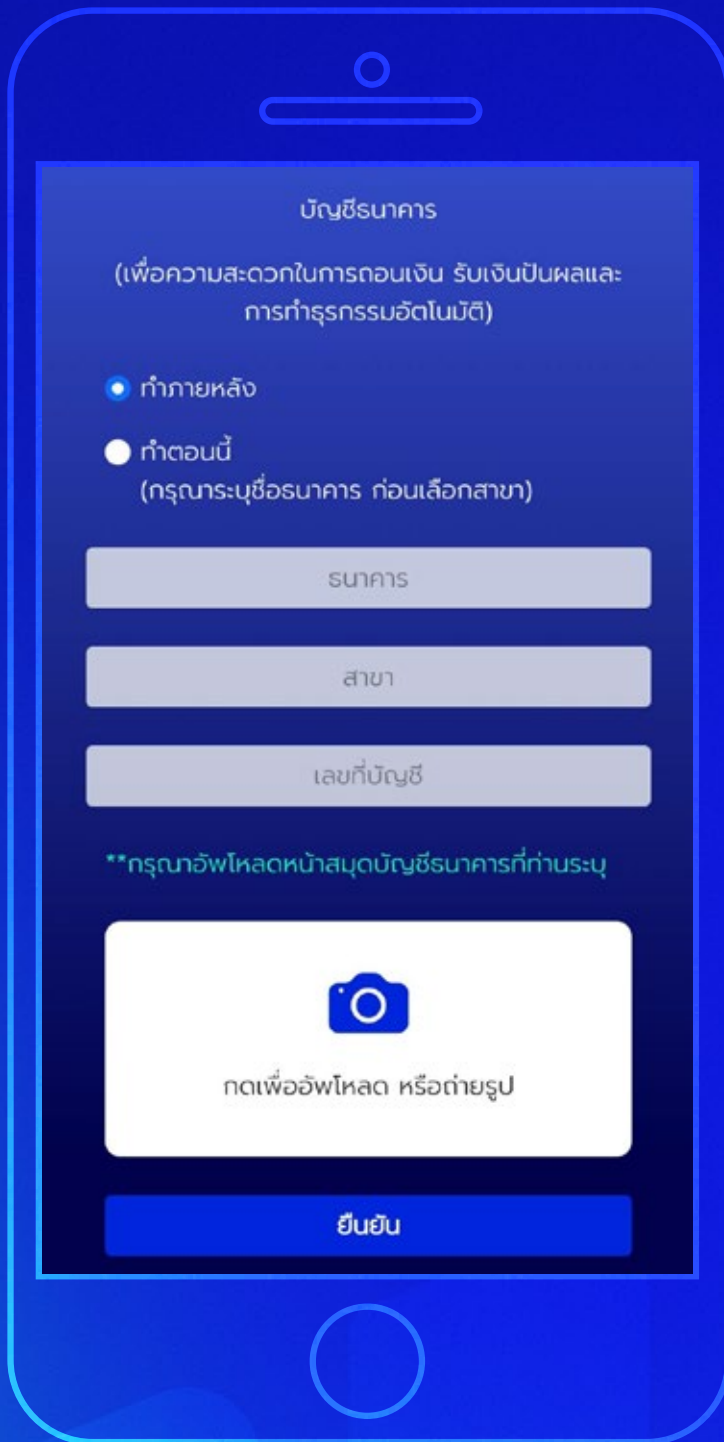 บัญชีธนาคาร
(เพื่อความสะดวกในการถอนเงิน รับเงินปันผลและ
การทำธุรกรรมอัตโนมัติ)
ทำภายหลัง
ทำตอนนี้
(กรุณาระบุชื่อธนาคาร ก่อนเลือกสาขา)
ธนาคาร
สาขา
เลขที่บัญชี
**กรุณาอัพโหลดหน้าสมุดบัญชีธนาคารที่ท่านระบุ
กดเพื่ออัพโหลด หรือถ่ายรูป
ยืนยัน